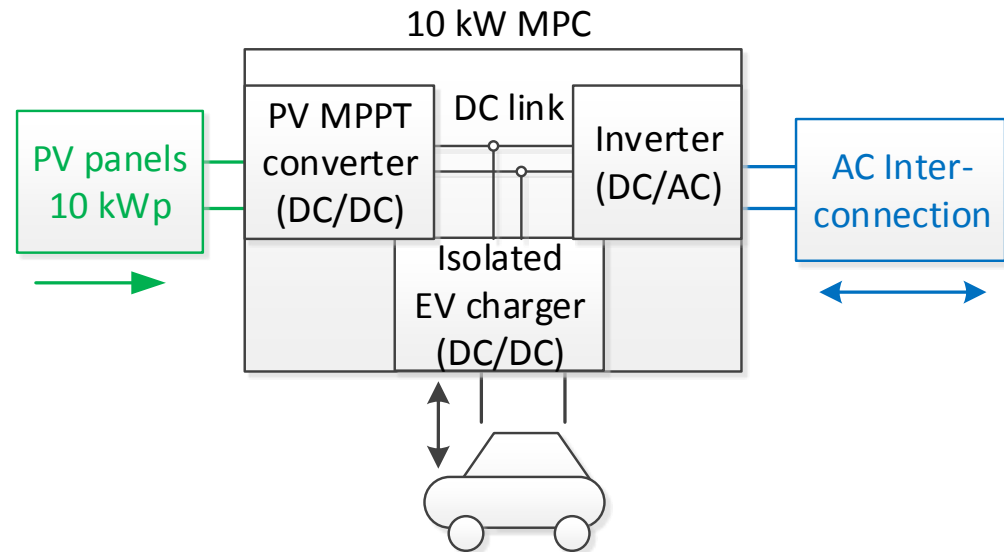 10 kW MPC
PV panels
10 kWp
PV MPPT
converter
(DC/DC)
DC link
Inverter
(DC/AC)
AC Inter-
connection
Isolated
EV charger
(DC/DC)